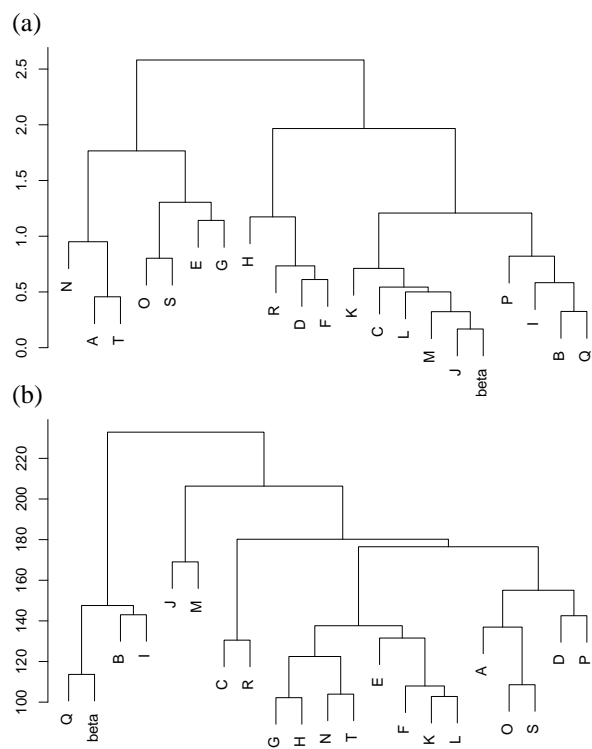 (a)
2.5
2.0
1.5
1.0
0.5
0.0
N
A
T
O
S
E
G
H
R
D
F
K
C
L
M
J
beta
P
I
B
Q
(b)
220
200
180
160
140
120
100
Q
beta
B
I
J
M
C
R
G
H
N
T
E
F
K
L
A
O
S
D
P